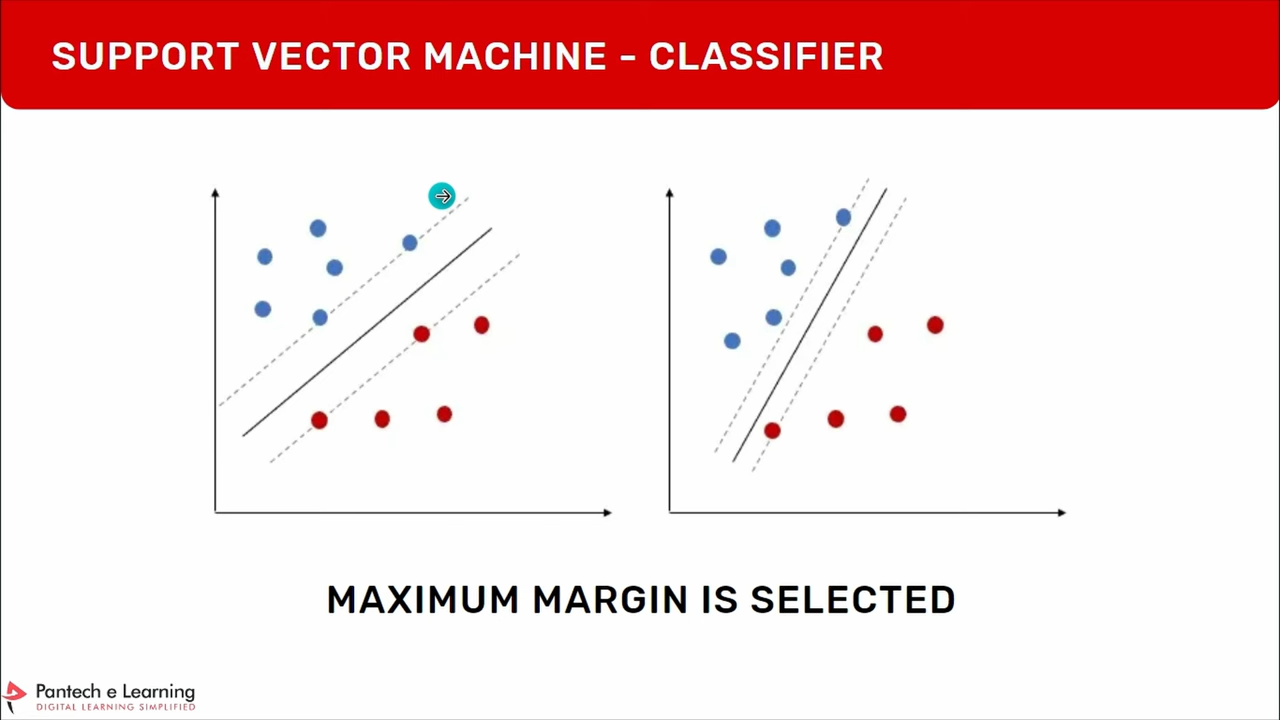 SUPPORT VECTOR MACHINE - CLASSIFIER
MAXIMUM MARGIN IS SELECTED
Pantech e Learning
DIGITAL LEARNING SIMPLIFIED